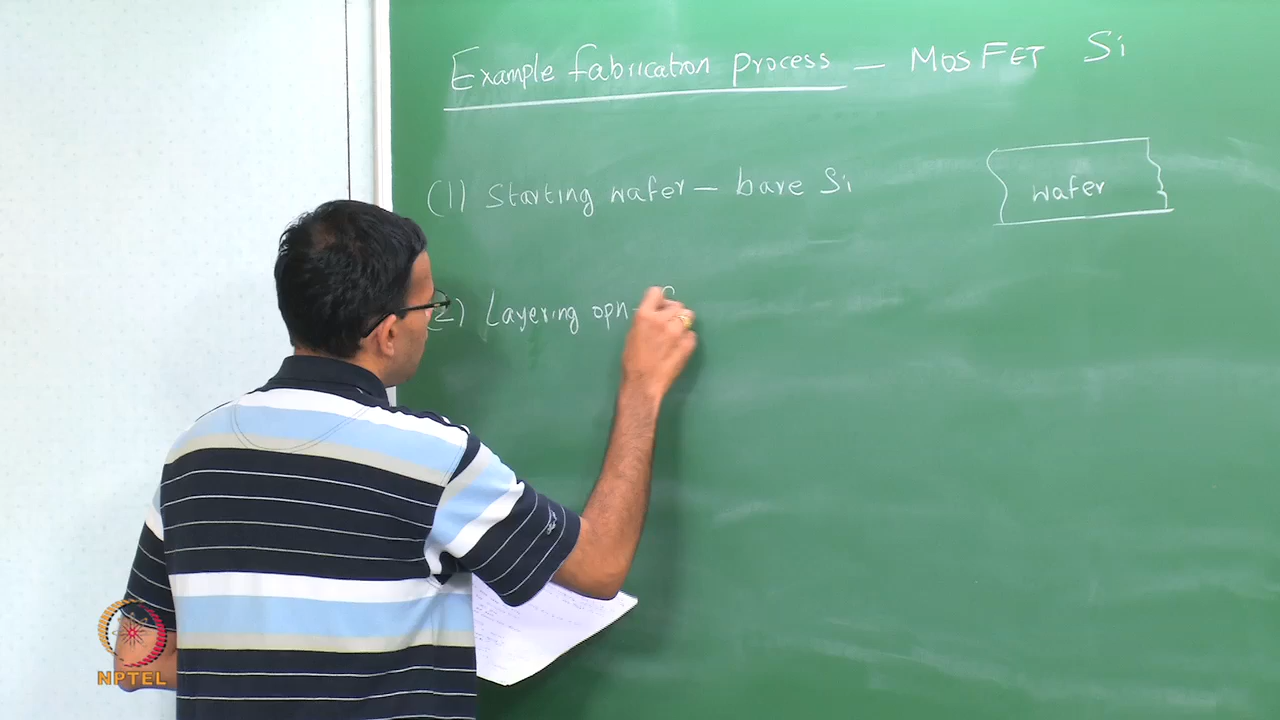 Example fabrication process — MOSFET Si
(1) Starting wafer — bare Si
wafer
(2) Layering opn -
NPTEL